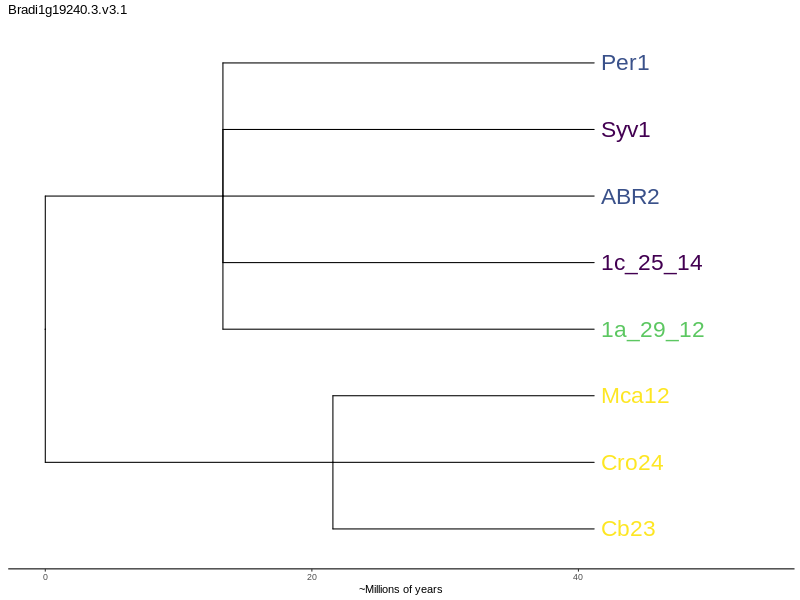 Bradi1g19240.3.v3.1
Per1
Syv1
ABR2
1c_25_14
1a_29_12
Mca12
Cro24
Cb23
0 20 40
~Millions of years